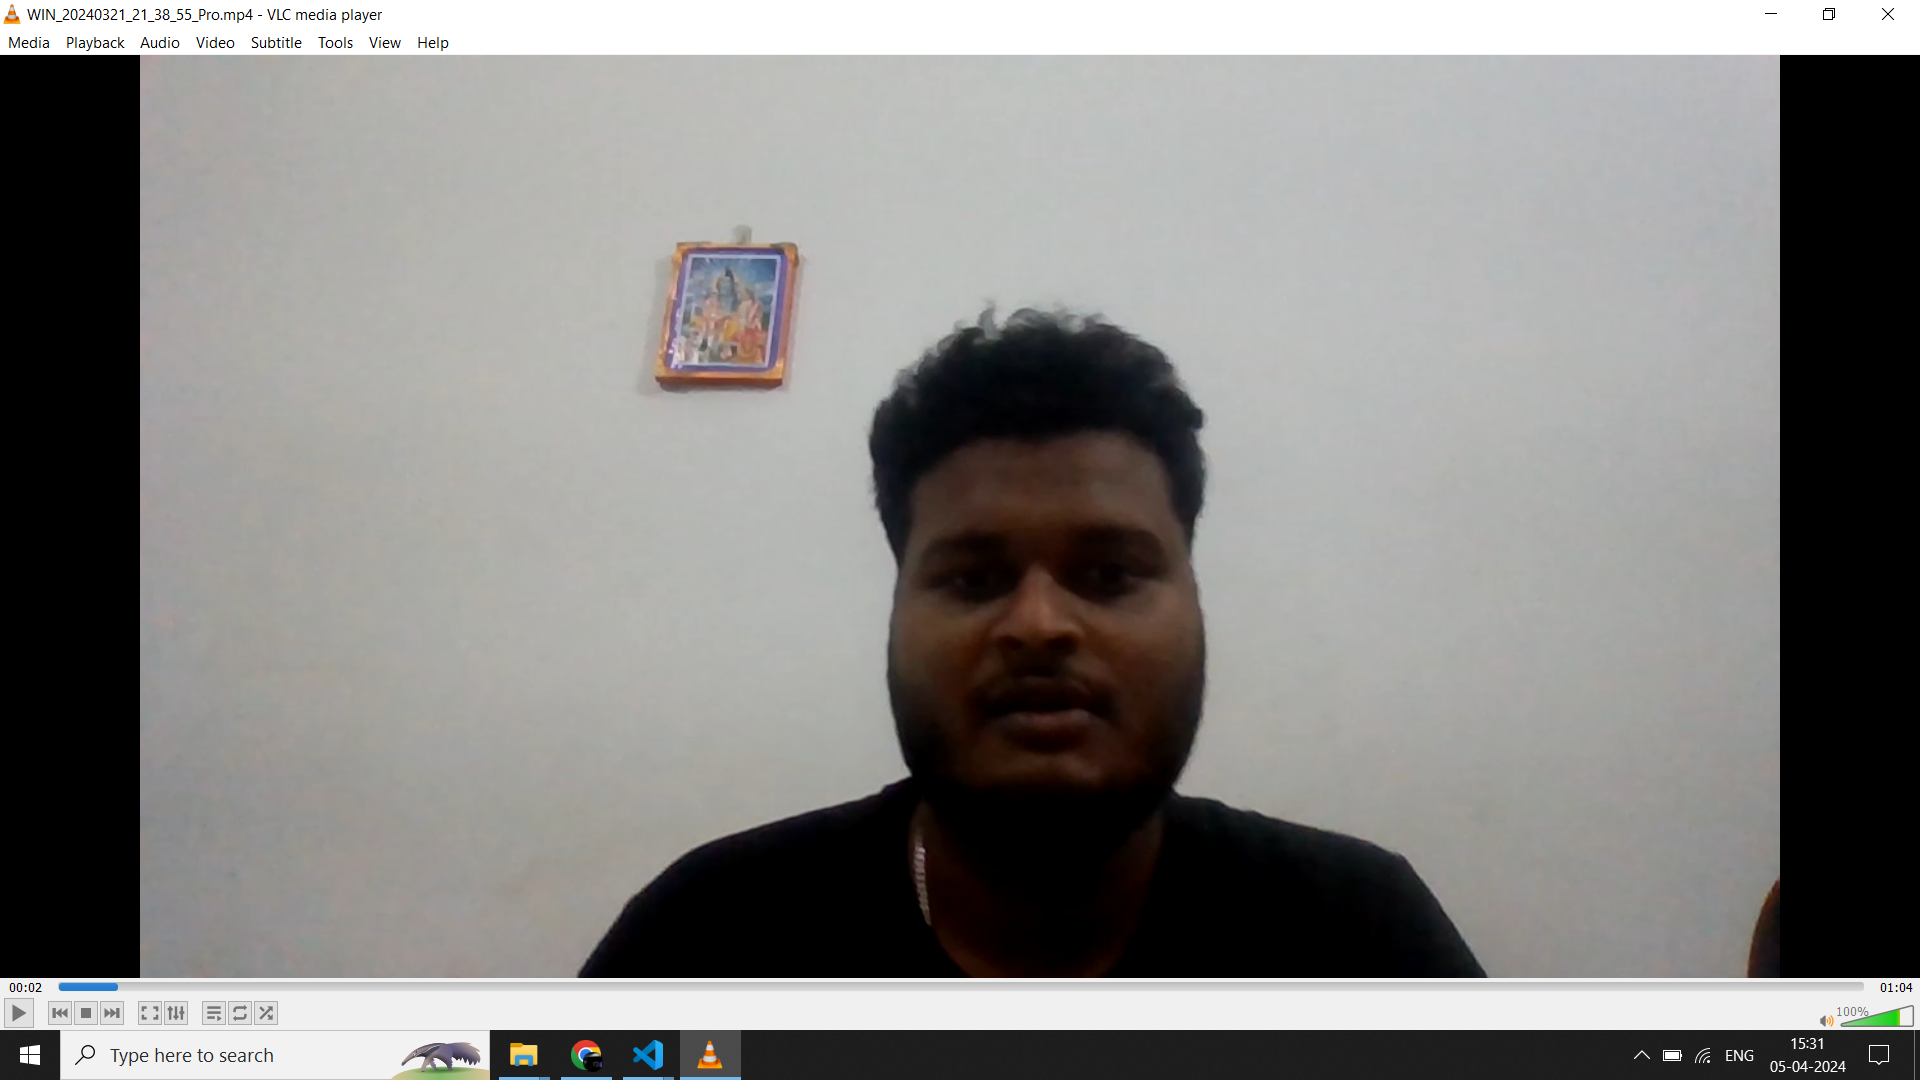 WIN_20240321_21_38_55_Pro.mp4 - VLC media player
Media Playback Audio Video Subtitle Tools View Help
00:02 01:04
100%
Type here to search
ENG
15:31
05-04-2024